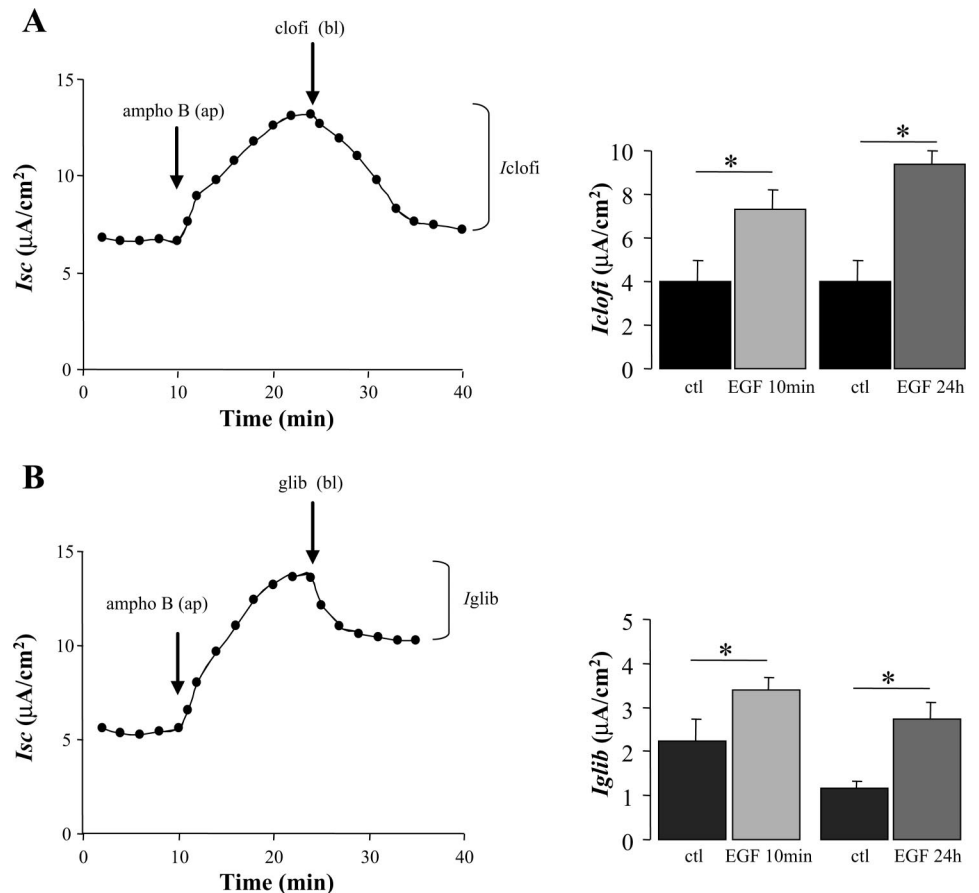 A
clofi (bl)
ampho B (ap)
15
10
5
0
Isc (µA/cm²)
0 10 20 30 40
Time (min)
Iclofi
10
8
6
4
2
0
Iclofi (µA/cm²)
* *
ctl EGF 10min ctl EGF 24h
B
glib (bl)
ampho B (ap)
15
10
5
0
Isc (µA/cm²)
0 10 20 30 40
Time (min)
Iglib
5
4
3
2
1
0
Iglib (µA/cm²)
* *
ctl EGF 10min ctl EGF 24h